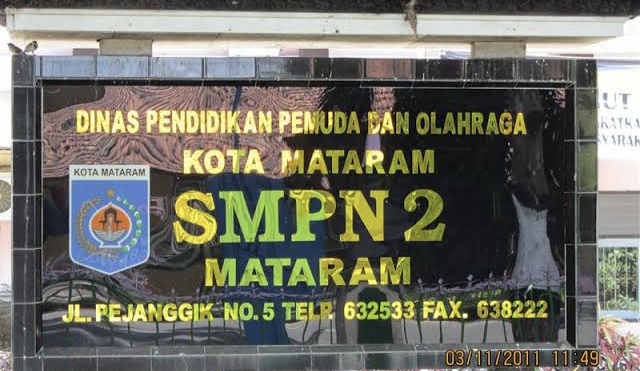 DINAS PENDIDIKAN PEMUDA DAN OLAHRAGA
KOTA MATARAM
KOTA MATARAM
SMPN 2
MATARAM
JL. PEJANGGIK NO. 5 TELP. 632533 FAX. 638222
03/11/2011 11:49